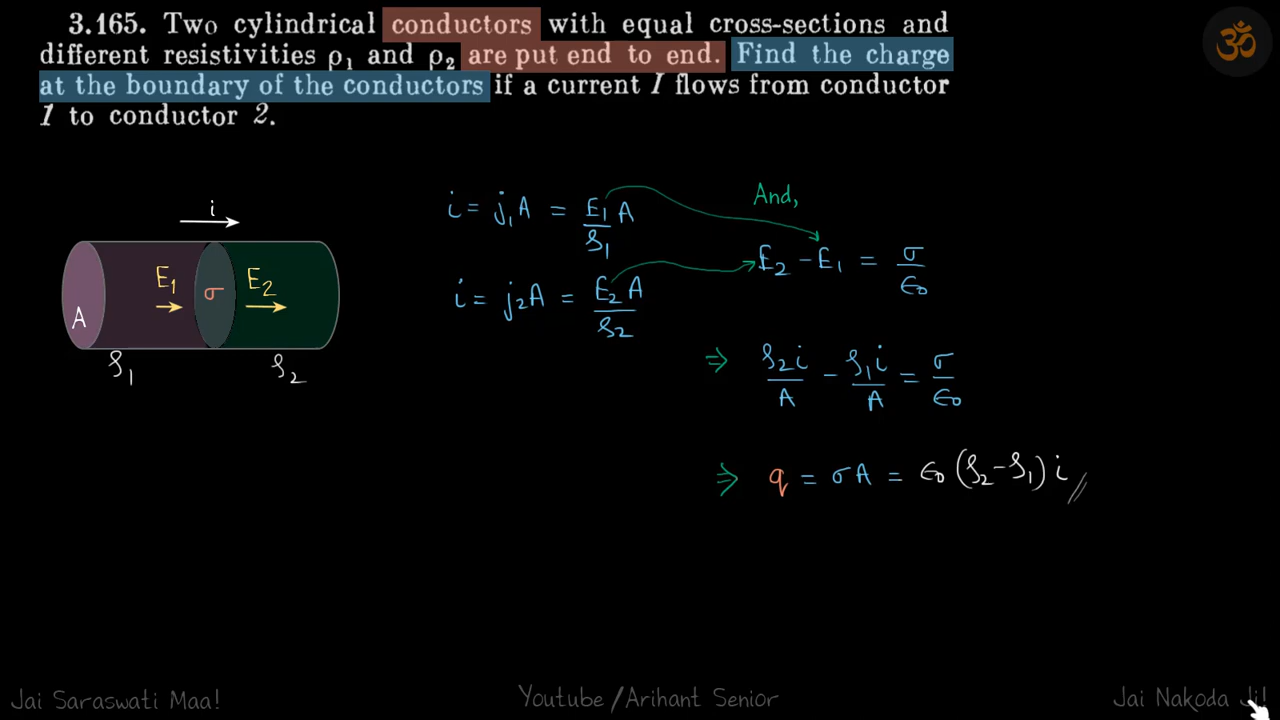 3.165. Two cylindrical conductors with equal cross-sections and
different resistivities ρ₁ and ρ₂ are put end to end. Find the charge
at the boundary of the conductors if a current I flows from conductor
1 to conductor 2.
i
E₁
σ
E₂
A
ρ₁
ρ₂
i = j₁A = E₁/ρ₁ A
i = j₂A = E₂A/ρ₂
And,
E₂ − E₁ = σ/ϵ₀
⇒ ρ₂i/A − ρ₁i/A = σ/ϵ₀
⇒ q = σA = ϵ₀(ρ₂−ρ₁)i
ॐ
Jai Saraswati Maa!
Youtube/Arihant Senior
Jai Nakoda Ji!